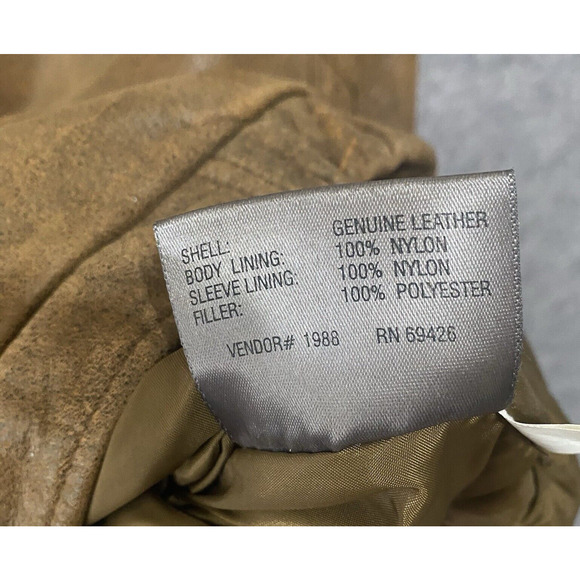 SHELL: GENUINE LEATHER
BODY LINING: 100% NYLON
SLEEVE LINING: 100% NYLON
FILLER: 100% POLYESTER
VENDOR# 1988 RN 69426